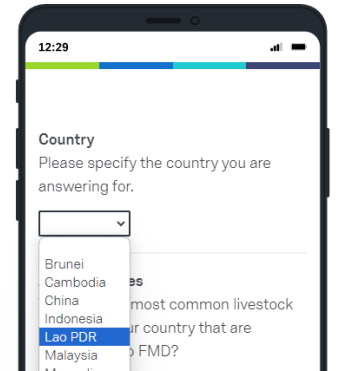 12:29
Country
Please specify the country you are
answering for.
Brunei
Cambodia
China
Indonesia
Lao PDR
Malaysia
es
most common livestock
ur country that are
FMD?